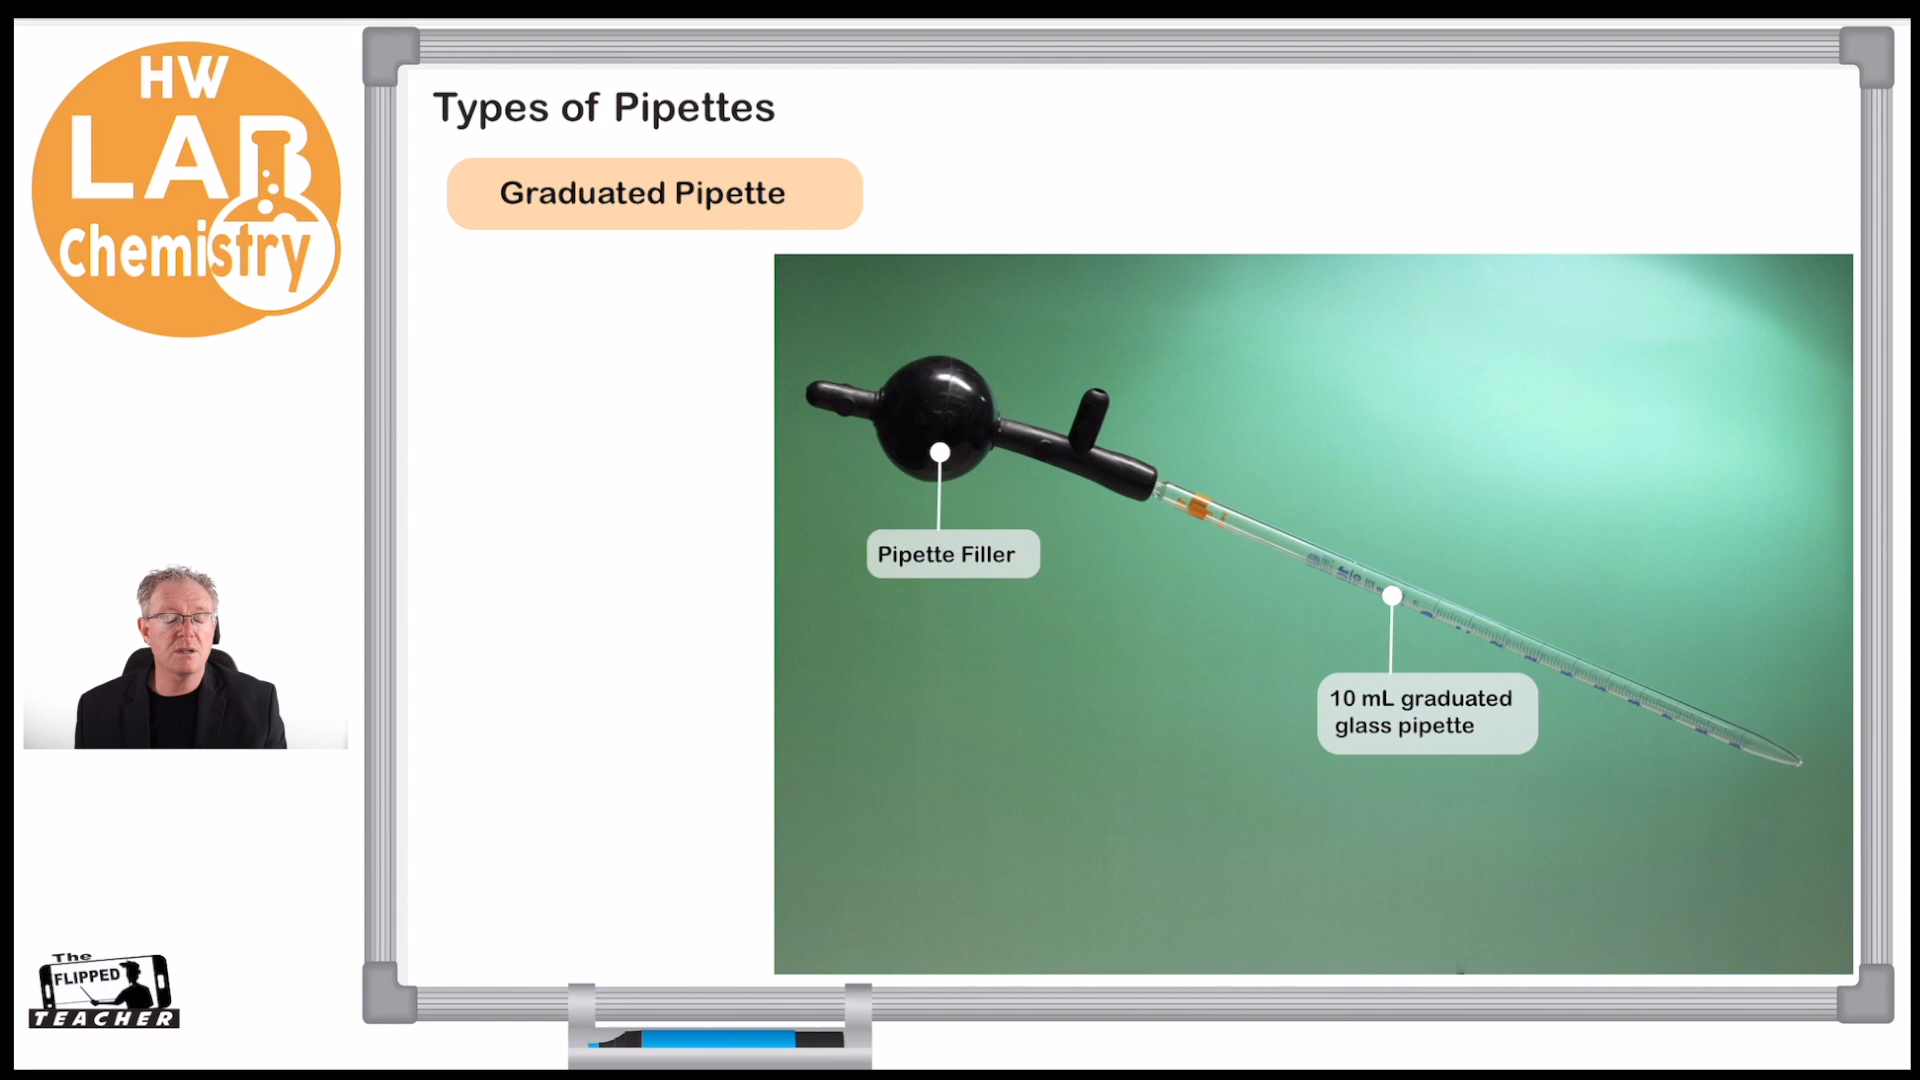 HW
LAB
Chemistry
Types of Pipettes
Graduated Pipette
Pipette Filler
10 mL graduated
glass pipette
The
FLIPPED
TEACHER